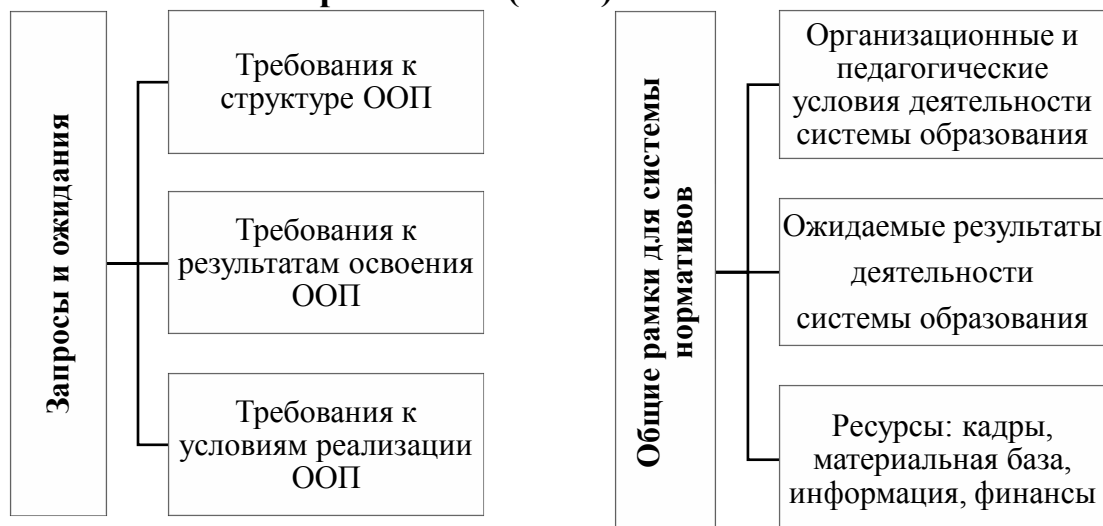 Запросы и ожидания
Требования к
структуре ООП
Требования к
результатам освоения
ООП
Требования к
условиям реализации
ООП
Общие рамки для системы
нормативов
Организационные и
педагогические
условия деятельности
системы образования
Ожидаемые результаты
деятельности
системы образования
Ресурсы: кадры,
материальная база,
информация, финансы